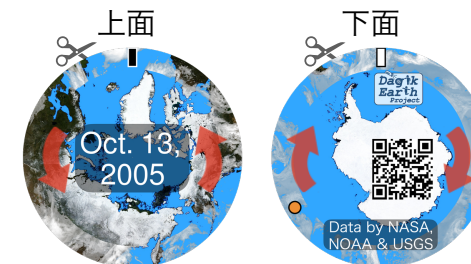 上面
下面
Dagik
Earth
Project
Oct. 13,
2005
Data by NASA,
NOAA & USGS